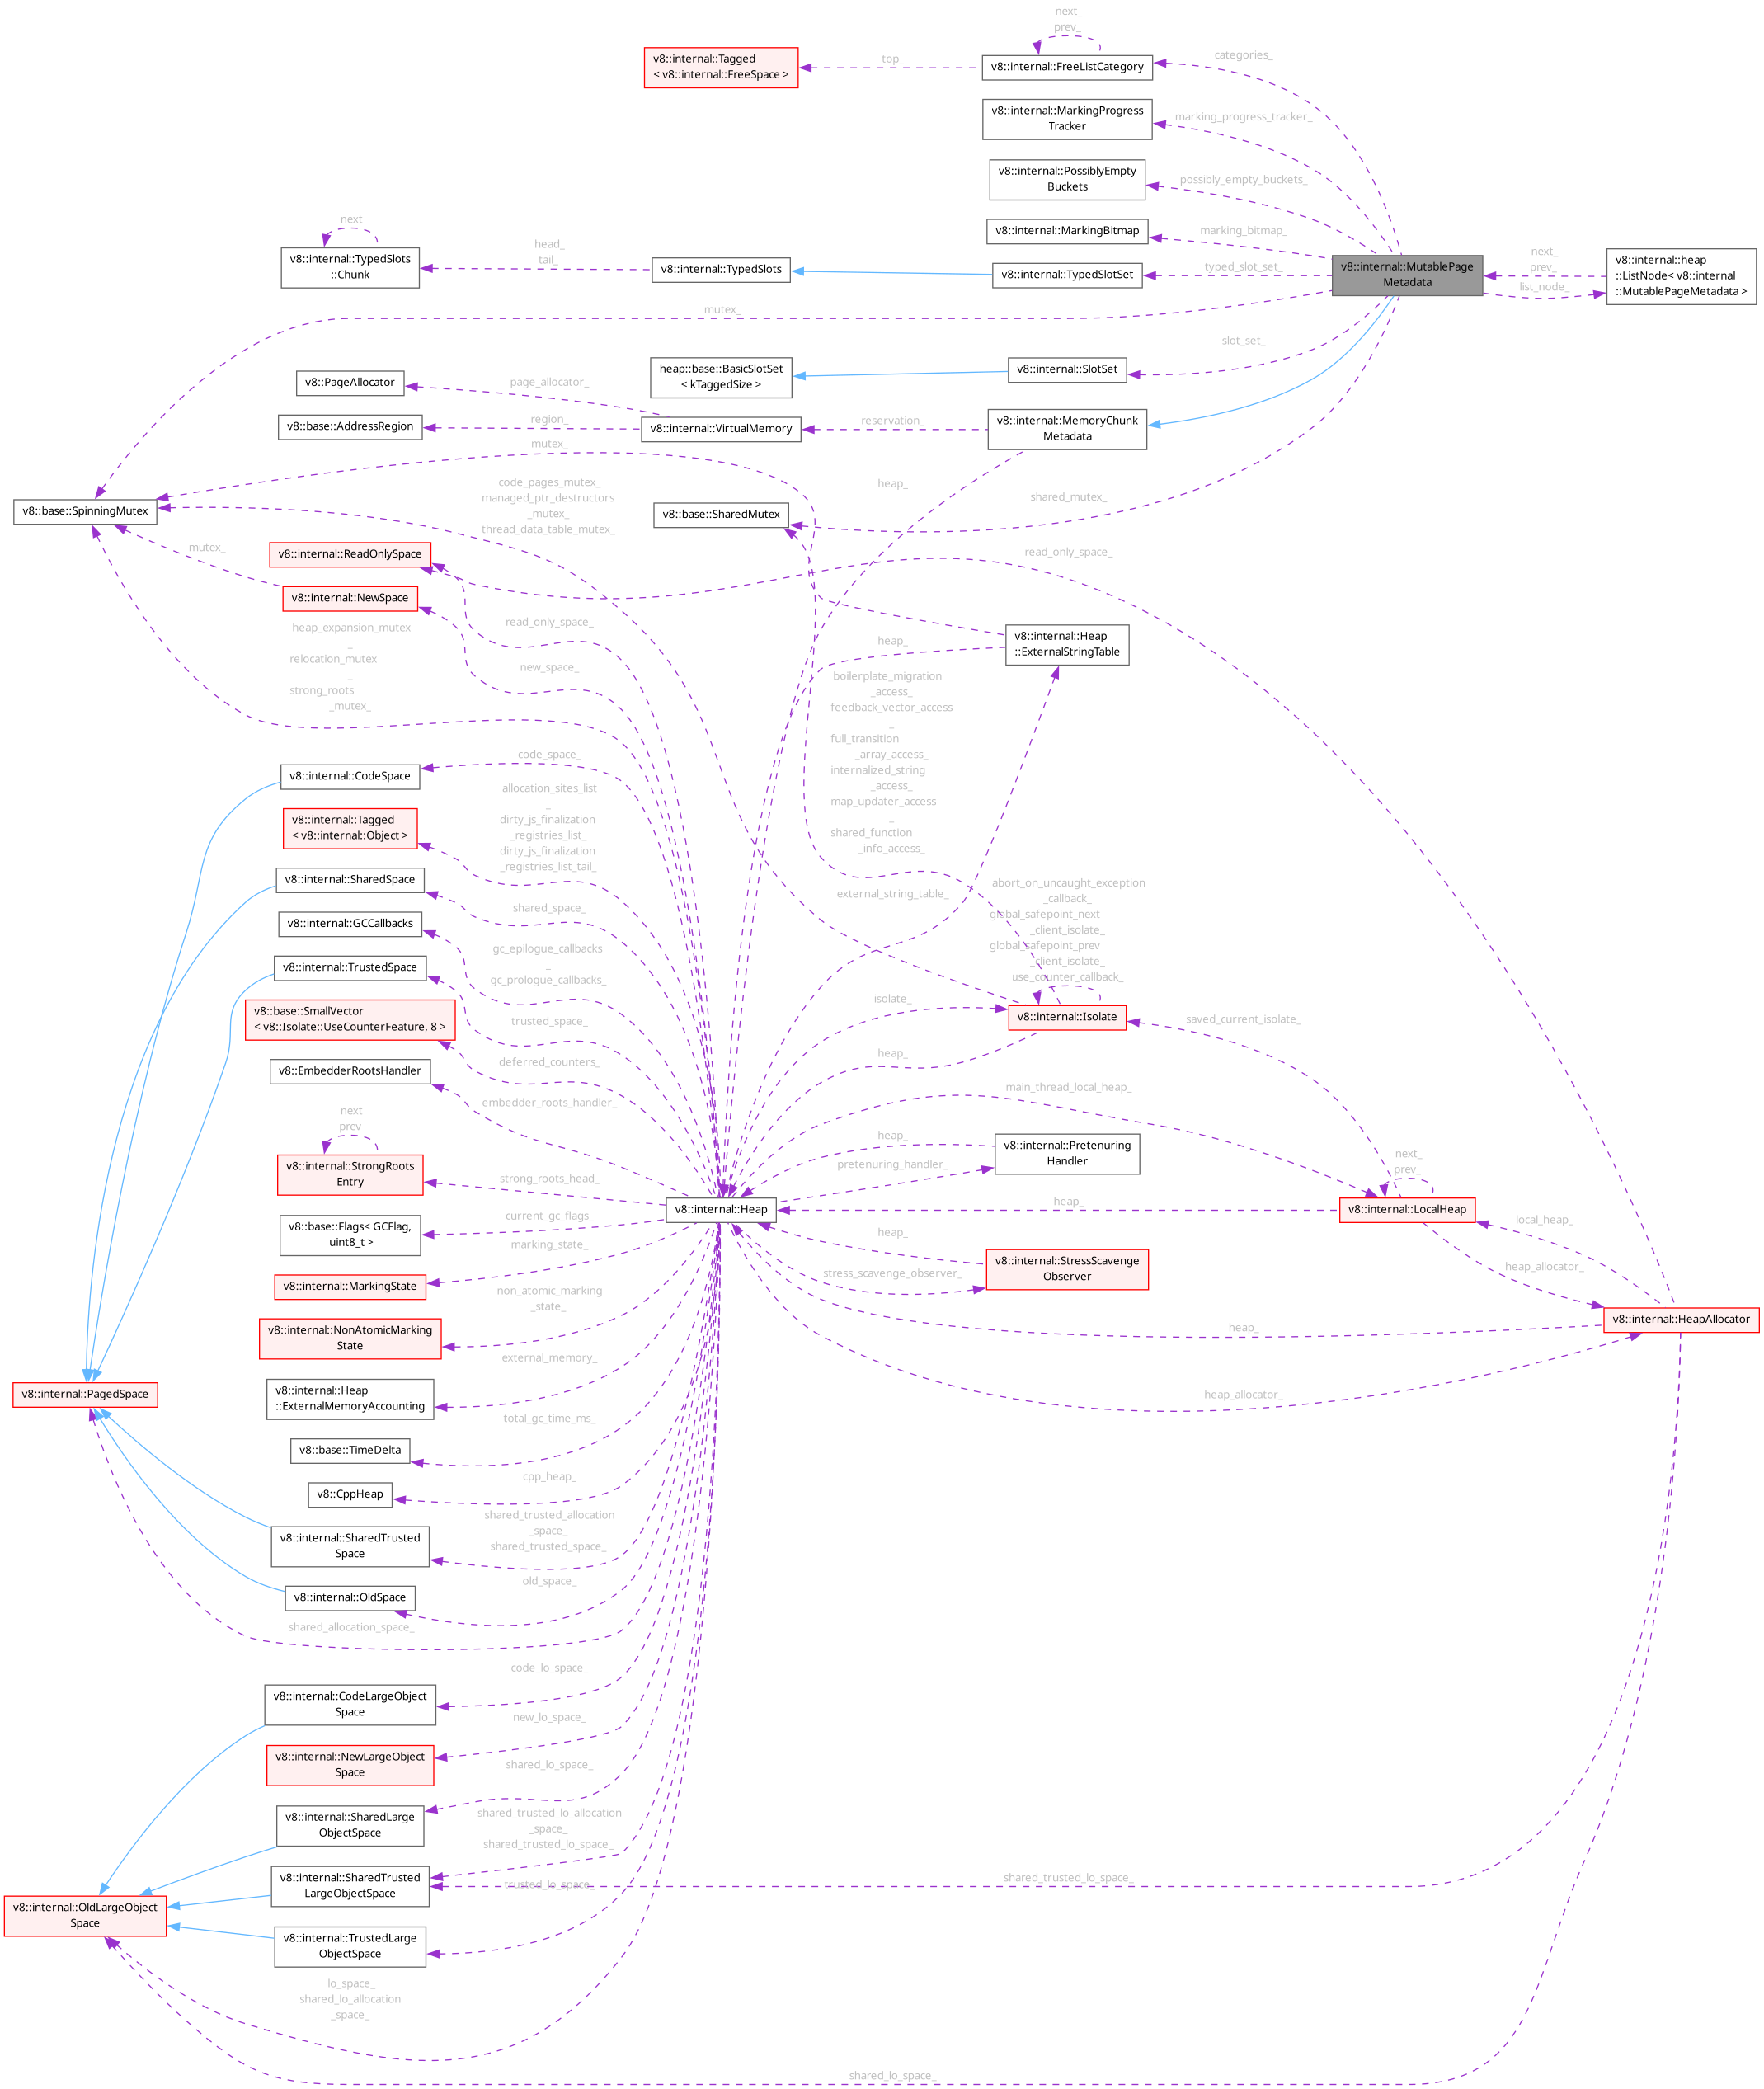 next_
prev_
categories_
v8::internal::Tagged
< v8::internal::FreeSpace >
top_
v8::internal::FreeListCategory
v8::internal::MarkingProgress
Tracker
marking_progress_tracker_
v8::internal::PossiblyEmpty
Buckets
possibly_empty_buckets_
next
v8::internal::TypedSlots
::Chunk
head_
tail_
v8::internal::TypedSlots
v8::internal::MarkingBitmap
marking_bitmap_
v8::internal::TypedSlotSet
typed_slot_set_
v8::internal::MutablePage
Metadata
next_
prev_
list_node_
v8::internal::heap
::ListNode< v8::internal
::MutablePageMetadata >
mutex_
slot_set_
v8::PageAllocator
page_allocator_
heap::base::BasicSlotSet
< kTaggedSize >
v8::internal::SlotSet
v8::base::AddressRegion
region_
v8::internal::VirtualMemory
reservation_
v8::internal::MemoryChunk
Metadata
mutex_
heap_
shared_mutex_
v8::base::SpinningMutex
code_pages_mutex_
managed_ptr_destructors
_mutex_
thread_data_table_mutex_
v8::base::SharedMutex
mutex_
v8::internal::ReadOnlySpace
read_only_space_
v8::internal::NewSpace
heap_expansion_mutex
_
relocation_mutex
_
strong_roots
_mutex_
read_only_space_
new_space_
heap_
v8::internal::Heap
::ExternalStringTable
boilerplate_migration
_access_
feedback_vector_access
_
full_transition
_array_access_
internalized_string
_access_
map_updater_access
_
shared_function
_info_access_
v8::internal::CodeSpace
code_space_
v8::internal::Tagged
< v8::internal::Object >
allocation_sites_list
_
dirty_js_finalization
_registries_list_
dirty_js_finalization
_registries_list_tail_
v8::internal::SharedSpace
shared_space_
external_string_table_
abort_on_uncaught_exception
_callback_
global_safepoint_next
_client_isolate_
global_safepoint_prev
_client_isolate_
use_counter_callback_
v8::internal::GCCallbacks
gc_epilogue_callbacks
_
gc_prologue_callbacks_
v8::internal::TrustedSpace
trusted_space_
v8::base::SmallVector
< v8::Isolate::UseCounterFeature, 8 >
deferred_counters_
isolate_
v8::internal::Isolate
saved_current_isolate_
heap_
v8::EmbedderRootsHandler
embedder_roots_handler_
main_thread_local_heap_
next
prev
v8::internal::StrongRoots
Entry
strong_roots_head_
heap_
v8::internal::Pretenuring
Handler
pretenuring_handler_
next_
prev_
v8::internal::Heap
heap_
v8::internal::LocalHeap
local_heap_
v8::base::Flags< GCFlag,
uint8_t >
current_gc_flags_
heap_
stress_scavenge_observer_
v8::internal::StressScavenge
Observer
heap_allocator_
v8::internal::MarkingState
marking_state_
v8::internal::NonAtomicMarking
State
non_atomic_marking
_state_
heap_
v8::internal::HeapAllocator
heap_allocator_
v8::internal::PagedSpace
v8::internal::Heap
::ExternalMemoryAccounting
external_memory_
v8::base::TimeDelta
total_gc_time_ms_
v8::CppHeap
cpp_heap_
v8::internal::SharedTrusted
Space
shared_trusted_allocation
_space_
shared_trusted_space_
v8::internal::OldSpace
old_space_
shared_allocation_space_
v8::internal::CodeLargeObject
Space
code_lo_space_
v8::internal::NewLargeObject
Space
new_lo_space_
v8::internal::SharedLarge
ObjectSpace
shared_lo_space_
v8::internal::SharedTrusted
LargeObjectSpace
shared_trusted_lo_allocation
_space_
shared_trusted_lo_space_
shared_trusted_lo_space_
trusted_lo_space_
v8::internal::OldLargeObject
Space
v8::internal::TrustedLarge
ObjectSpace
lo_space_
shared_lo_allocation
_space_
shared_lo_space_